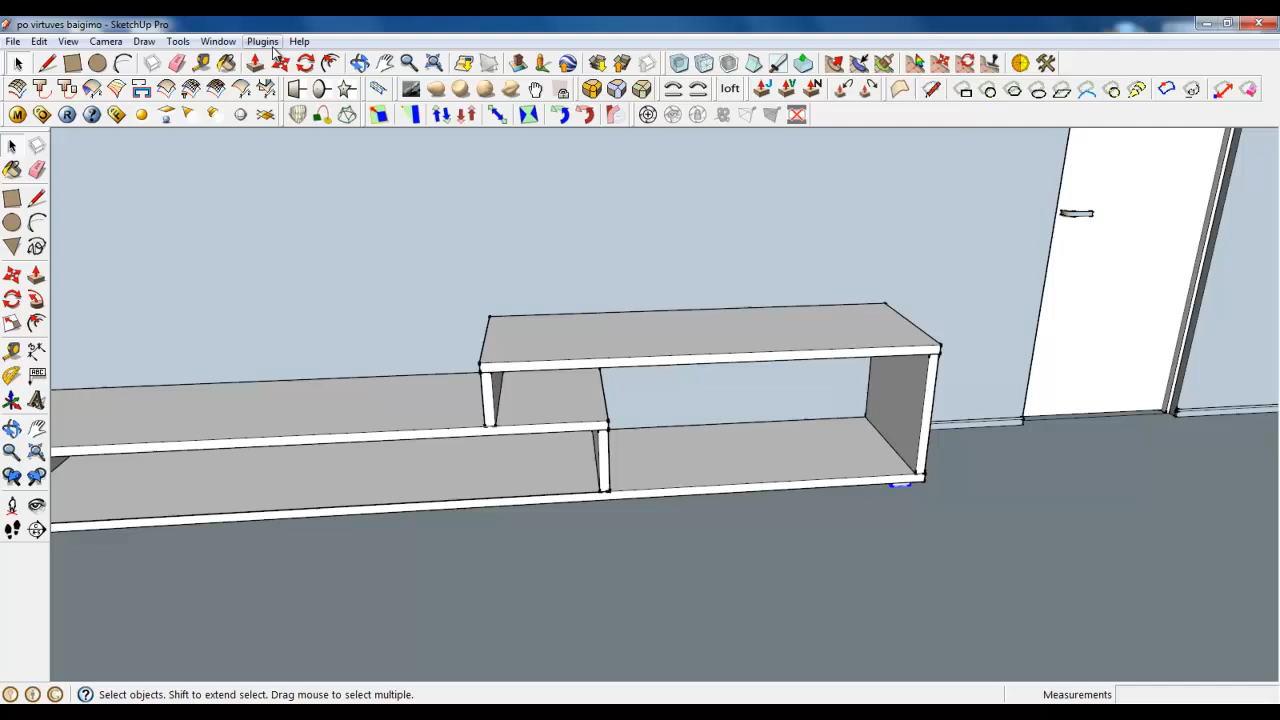 po virtuves baigimo - SketchUp Pro
File Edit View Camera Draw Tools Window Plugins Help
loft
M R ?
J V N
ABC
Select objects. Shift to extend select. Drag mouse to select multiple.
Measurements